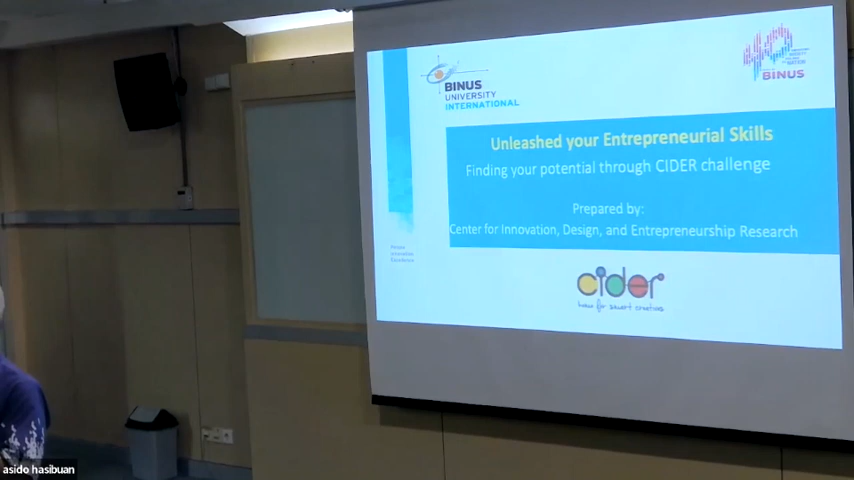 BINUS
UNIVERSITY
INTERNATIONAL
BINUS
Unleashed your Entrepreneurial Skills
Finding your potential through CIDER challenge
Prepared by:
Center for Innovation, Design, and Entrepreneurship Research
cider
asido hasibuan